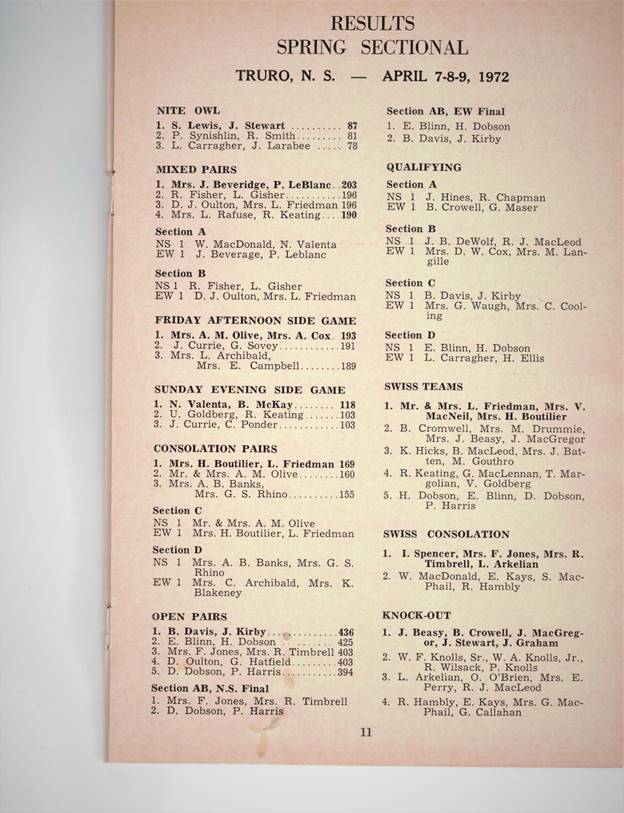 RESULTS
SPRING SECTIONAL
TRURO, N. S. — APRIL 7-8-9, 1972
NITE OWL
1. S. Lewis, J. Stewart .......... 87
2. P. Synishlin, R. Smith......... 81
3. L. Carragher, J. Larabee ..... 78
MIXED PAIRS
1. Mrs. J. Beveridge, P. LeBlanc..203
2. R. Fisher, L. Gisher...........196
3. D. J. Oulton, Mrs. L. Friedman 196
4. Mrs. L. Rafuse, R. Keating.... 190
Section A
NS 1 W. MacDonald, N. Valenta
EW 1 J. Beverage, P. Leblanc
Section B
NS 1 R. Fisher, L. Gisher
EW 1 D. J. Oulton, Mrs. L. Friedman
FRIDAY AFTERNOON SIDE GAME
1. Mrs. A. M. Olive, Mrs. A. Cox. 193
2. J. Currie, G. Sovey............191
3. Mrs. L. Archibald,
Mrs. E. Campbell........189
SUNDAY EVENING SIDE GAME
1. N. Valenta, B. McKay........ 118
2. U. Goldberg, R. Keating ......103
3. J. Currie, C. Ponder............103
CONSOLATION PAIRS
1. Mrs. H. Boutilier, L. Friedman 169
2. Mr. & Mrs. A. M. Olive........160
3. Mrs. A. B. Banks,
Mrs. G. S. Rhino..........155
Section C
NS 1 Mr. & Mrs. A. M. Olive
EW 1 Mrs. H. Boutilier, L. Friedman
Section D
NS 1 Mrs. A. B. Banks, Mrs. G. S.
Rhino
EW 1 Mrs. C. Archibald, Mrs. K.
Blakeney
OPEN PAIRS
1. B. Davis, J. Kirby..............436
2. E. Blinn, H. Dobson . ....... 425
3. Mrs. F. Jones, Mrs. R. Timbrell 403
4. D. Oulton, G. Hatfield.........403
5. D. Dobson, P. Harris...........394
Section AB, N.S. Final
1. Mrs. F. Jones, Mrs. R. Timbrell
2. D. Dobson, P. Harris
Section AB, EW Final
1. E. Blinn, H. Dobson
2. B. Davis, J. Kirby
QUALIFYING
Section A
NS 1 J. Hines, R. Chapman
EW 1 B. Crowell, G. Maser
Section B
NS 1 J. B. DeWolf, R. J. MacLeod
EW 1 Mrs. D. W. Cox, Mrs. M. Lan-
gille
Section C
NS 1 B. Davis, J. Kirby
EW 1 Mrs. G. Waugh, Mrs. C. Cool-
ing
Section D
NS 1 E. Blinn, H. Dobson
EW 1 L. Carragher, H. Ellis
SWISS TEAMS
1. Mr. & Mrs. L. Friedman, Mrs. V.
MacNeil, Mrs. H. Boutilier
2. B. Cromwell, Mrs. M. Drummie,
Mrs. J. Beasy, J. MacGregor
3. K. Hicks, B. MacLeod, Mrs. J. Bat-
ten, M. Gouthro
4. R. Keating, G. MacLennan, T. Mar-
golian, V. Goldberg
5. H. Dobson, E. Blinn, D. Dobson,
P. Harris
SWISS CONSOLATION
1. I. Spencer, Mrs. F. Jones, Mrs. R.
Timbrell, L. Arkelian
2. W. MacDonald, E. Kays, S. Mac-
Phail, R. Hambly
KNOCK-OUT
1. J. Beasy, B. Crowell, J. MacGreg-
or, J. Stewart, J. Graham
2. W. F. Knolls, Sr., W. A. Knolls, Jr.,
R. Wilsack, P. Knolls
3. L. Arkelian, O. O'Brien, Mrs. E.
Perry, R. J. MacLeod
4. R. Hambly, E. Kays, Mrs. G. Mac-
Phail, G. Callahan
11